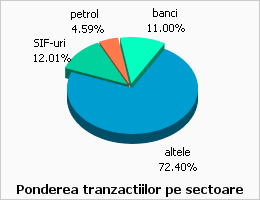 petrol
4.59%
banci
11.00%
SIF-uri
12.01%
altele
72.40%
Ponderea tranzactiilor pe sectoare